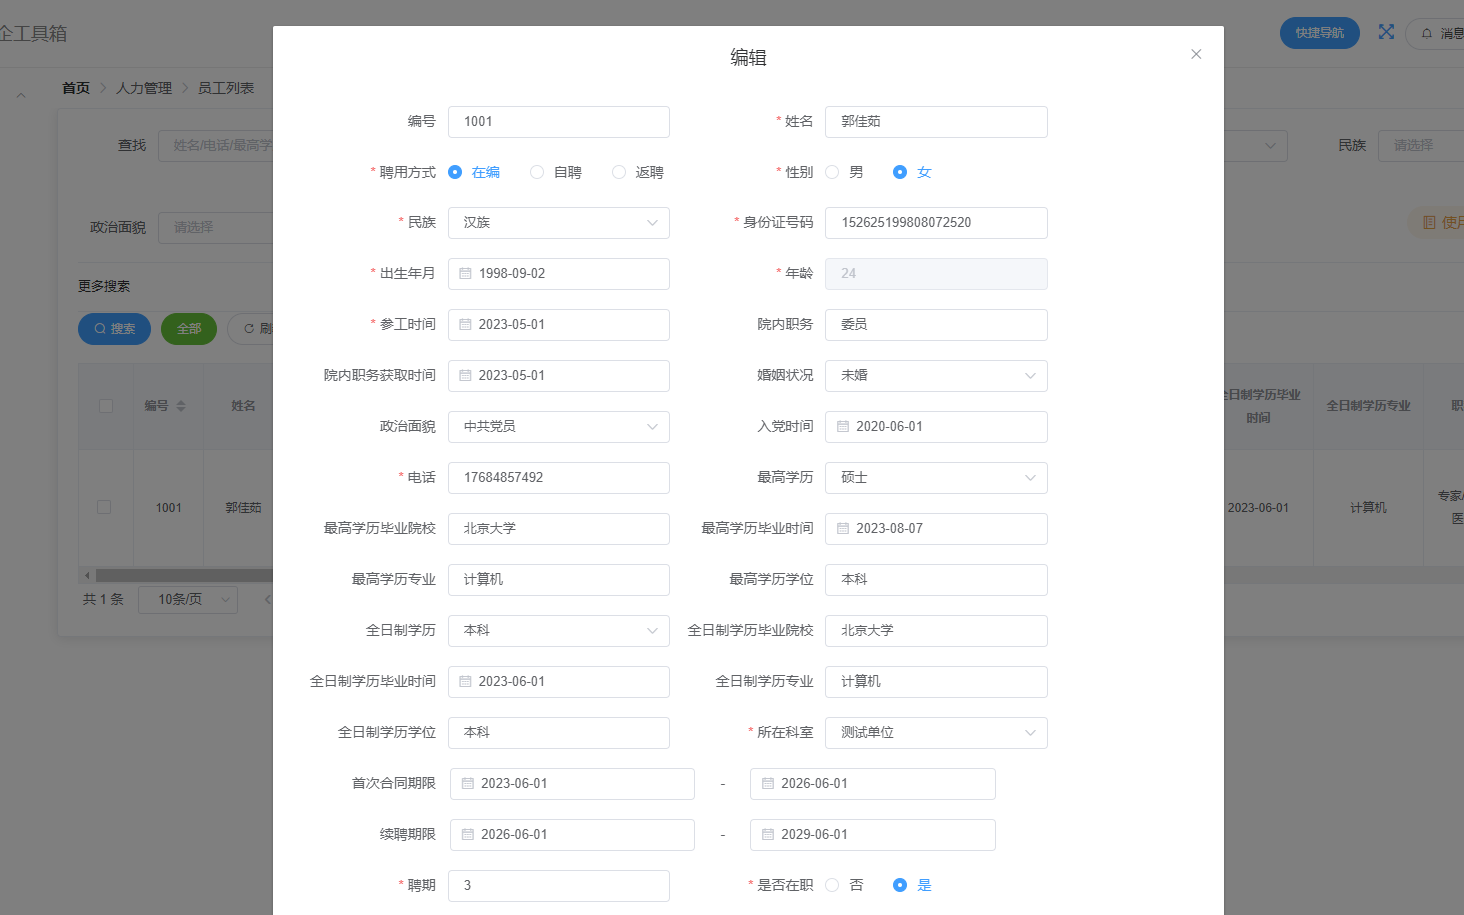 企工具箱
快捷导航
消息
首页 人力管理 员工列表
查找 姓名/电话/最高学
民族 请选择
政治面貌 请选择
使用
更多搜索
搜索 全部 刷
编号 姓名
全日制学历毕业
时间
全日制学历专业
职
1001 郭佳茹
2023-06-01 计算机
专家/
医
共 1 条 10条/页
编辑
编号 1001 * 姓名 郭佳茹
* 聘用方式 在编 自聘 返聘 * 性别 男 女
* 民族 汉族 * 身份证号码 152625199808072520
* 出生年月 1998-09-02 * 年龄 24
* 参工时间 2023-05-01 院内职务 委员
院内职务获取时间 2023-05-01 婚姻状况 未婚
政治面貌 中共党员 入党时间 2020-06-01
* 电话 17684857492 最高学历 硕士
最高学历毕业院校 北京大学 最高学历毕业时间 2023-08-07
最高学历专业 计算机 最高学历学位 本科
全日制学历 本科 全日制学历毕业院校 北京大学
全日制学历毕业时间 2023-06-01 全日制学历专业 计算机
全日制学历学位 本科 * 所在科室 测试单位
首次合同期限 2023-06-01 - 2026-06-01
续聘期限 2026-06-01 - 2029-06-01
* 聘期 3 * 是否在职 否 是